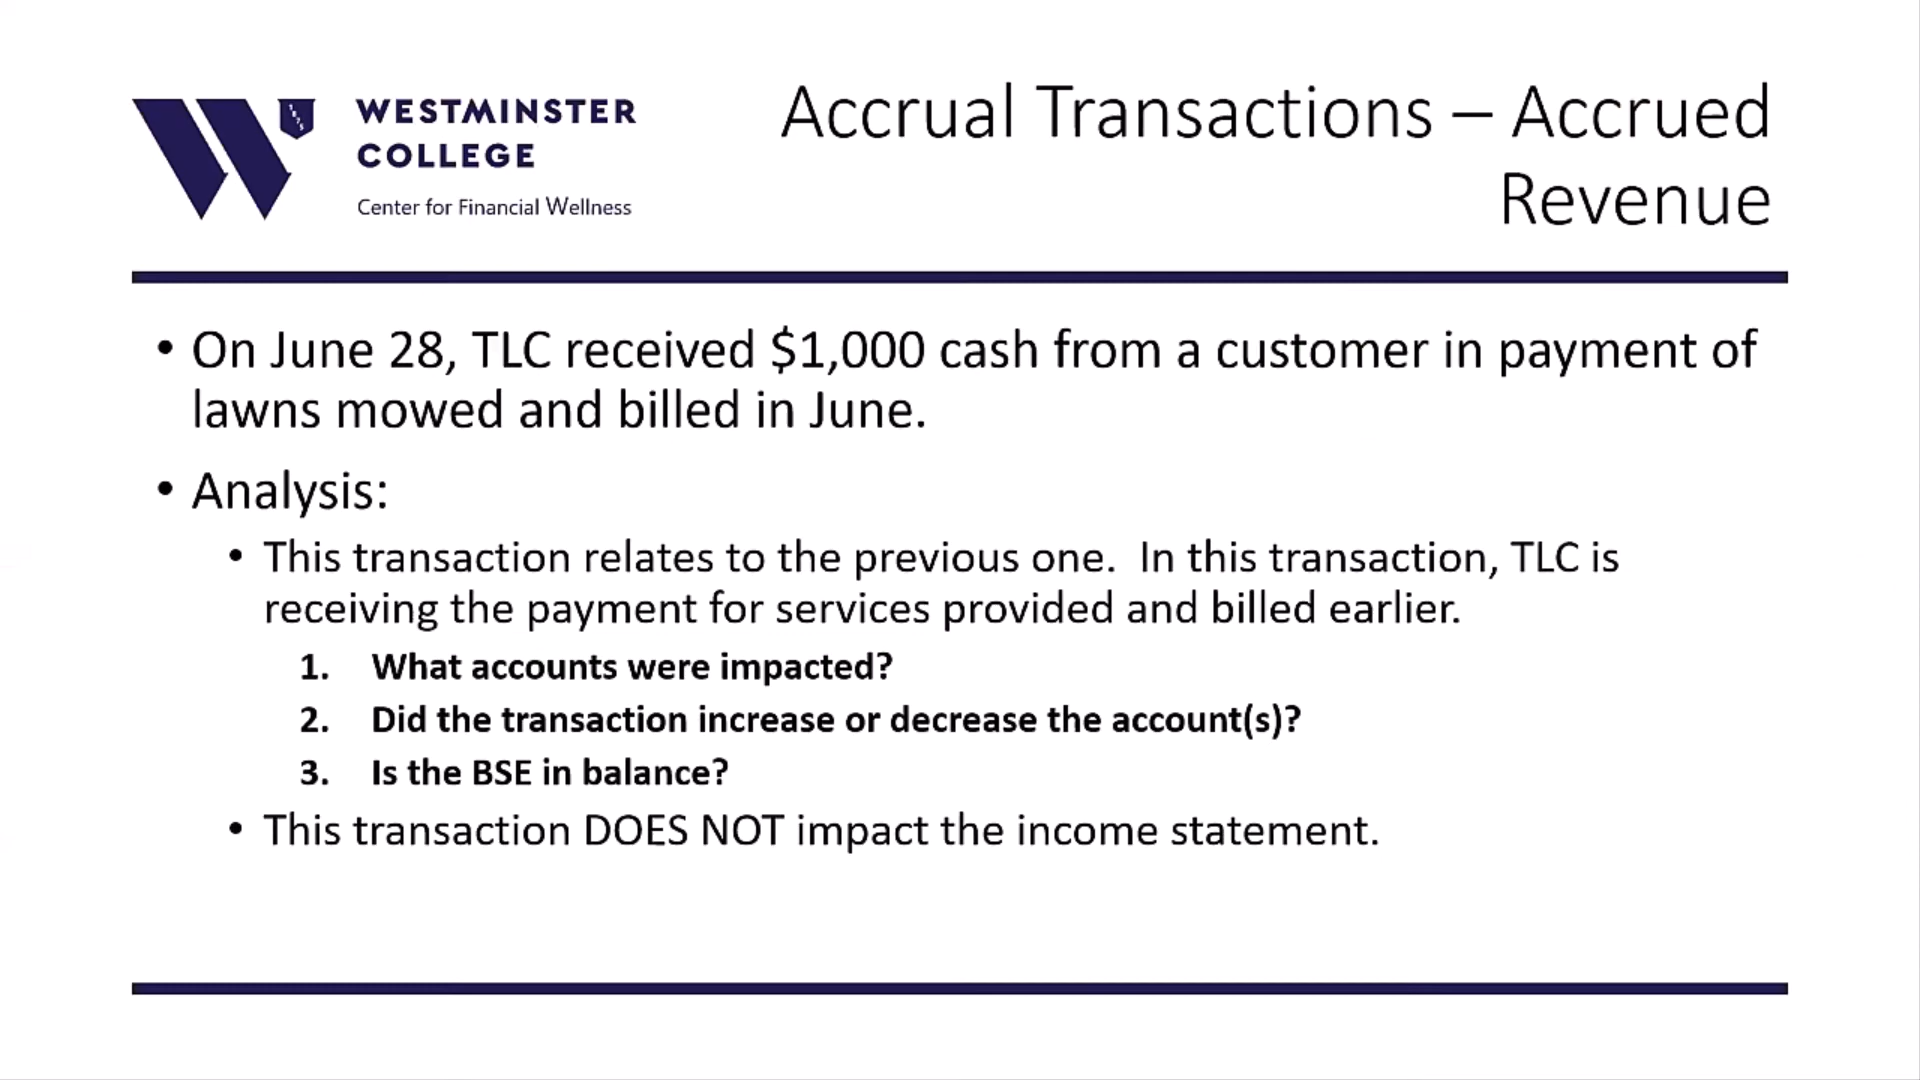 WESTMINSTER
COLLEGE
Center for Financial Wellness
1875
Accrual Transactions – Accrued
Revenue
• On June 28, TLC received $1,000 cash from a customer in payment of
lawns mowed and billed in June.
• Analysis:
• This transaction relates to the previous one.  In this transaction, TLC is
receiving the payment for services provided and billed earlier.
1. What accounts were impacted?
2. Did the transaction increase or decrease the account(s)?
3. Is the BSE in balance?
• This transaction DOES NOT impact the income statement.